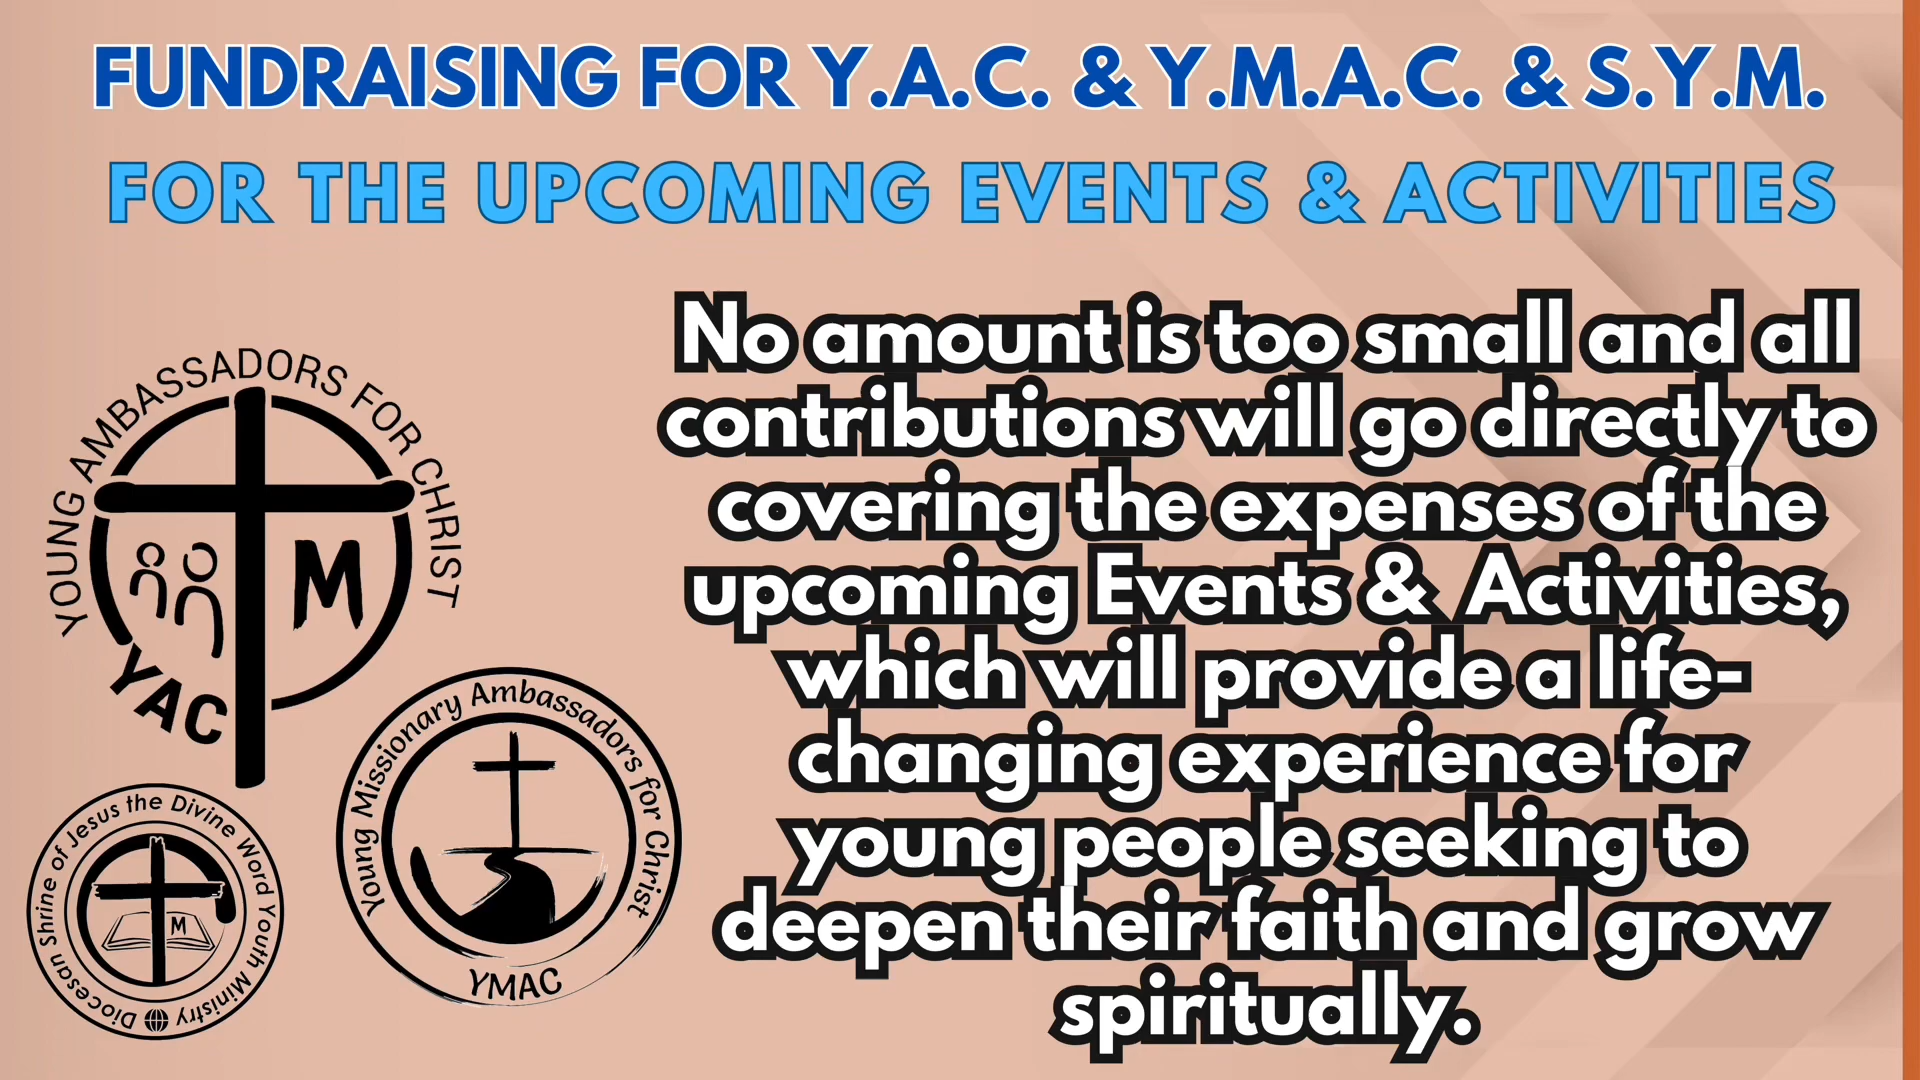 FUNDRAISING FOR Y.A.C. & Y.M.A.C. & S.Y.M.
FOR THE UPCOMING EVENTS & ACTIVITIES
No amount is too small and all
contributions will go directly to
covering the expenses of the
upcoming Events & Activities,
which will provide a life-
changing experience for
young people seeking to
deepen their faith and grow
spiritually.
YOUNG AMBASSADORS FOR CHRIST
M
YAC
Young Missionary Ambassadors for Christ
YMAC
Diocesan Shrine of Jesus the Divine Word Youth Ministry
M